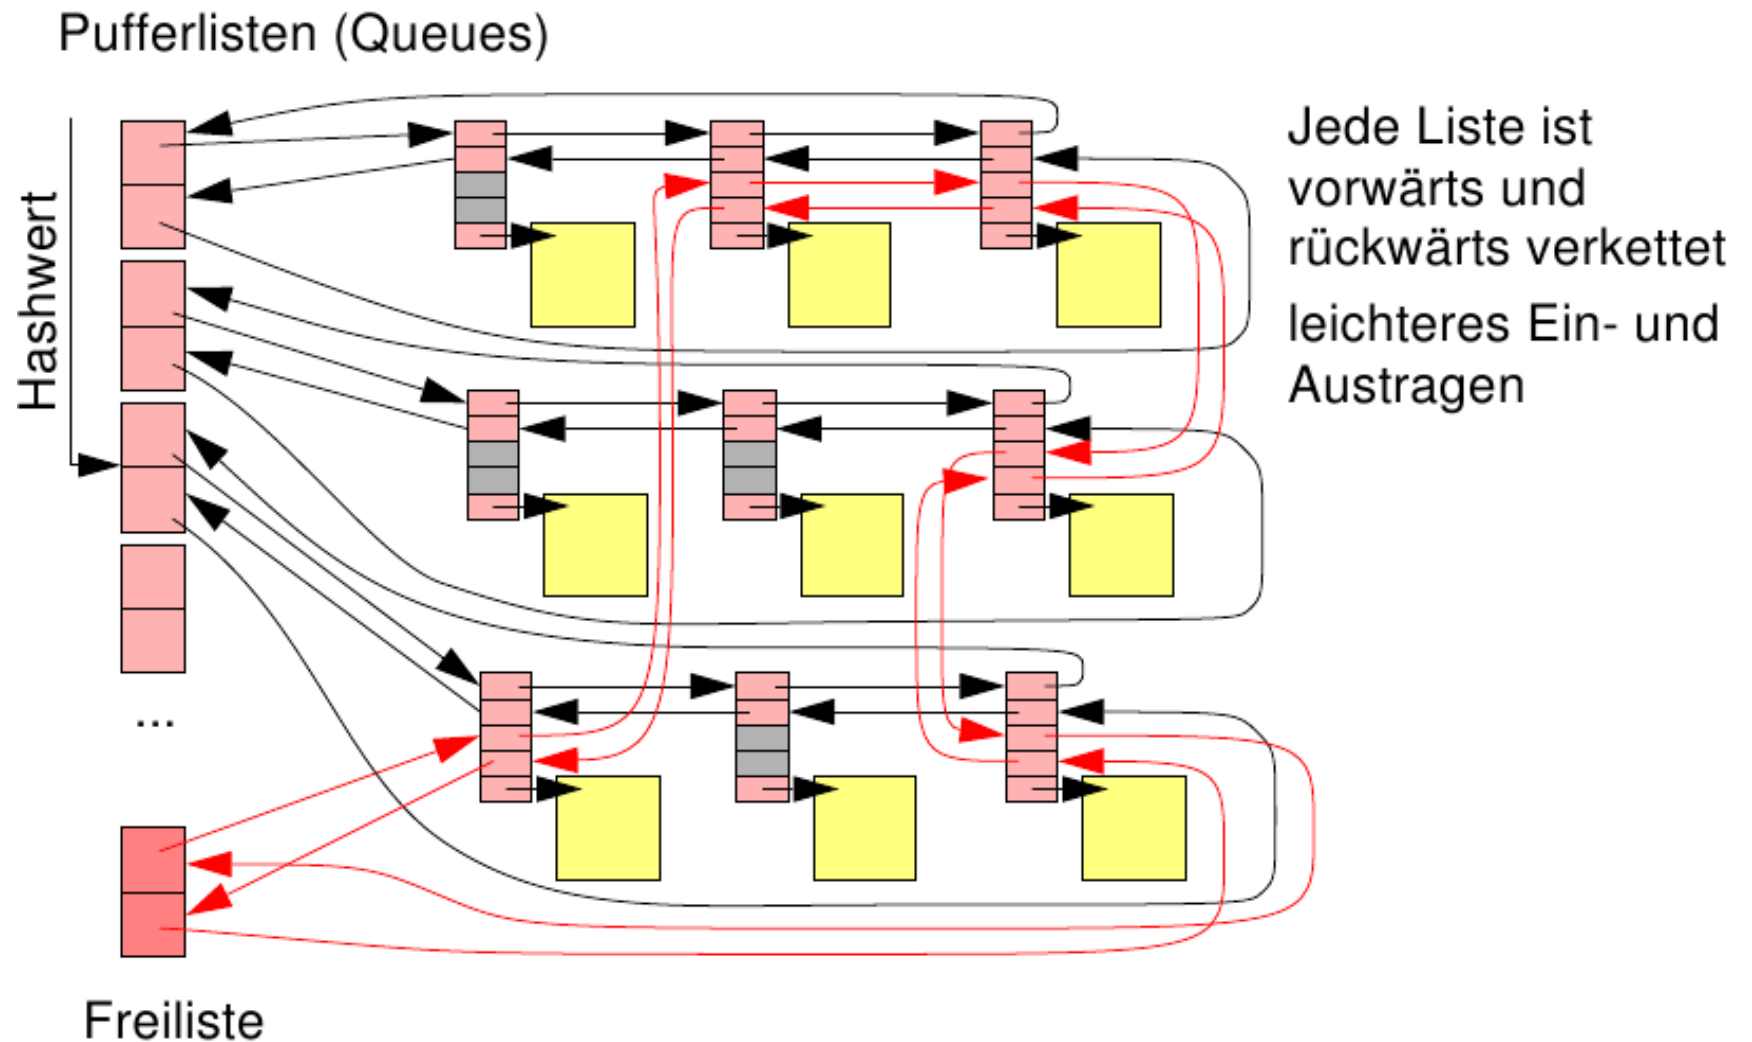 Pufferlisten (Queues)
Hashwert
Jede Liste ist
vorwärts und
rückwärts verkettet
leichteres Ein- und
Austragen
...
Freiliste